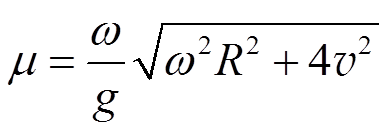 μ = ω/g √(ω²R² + 4v²)